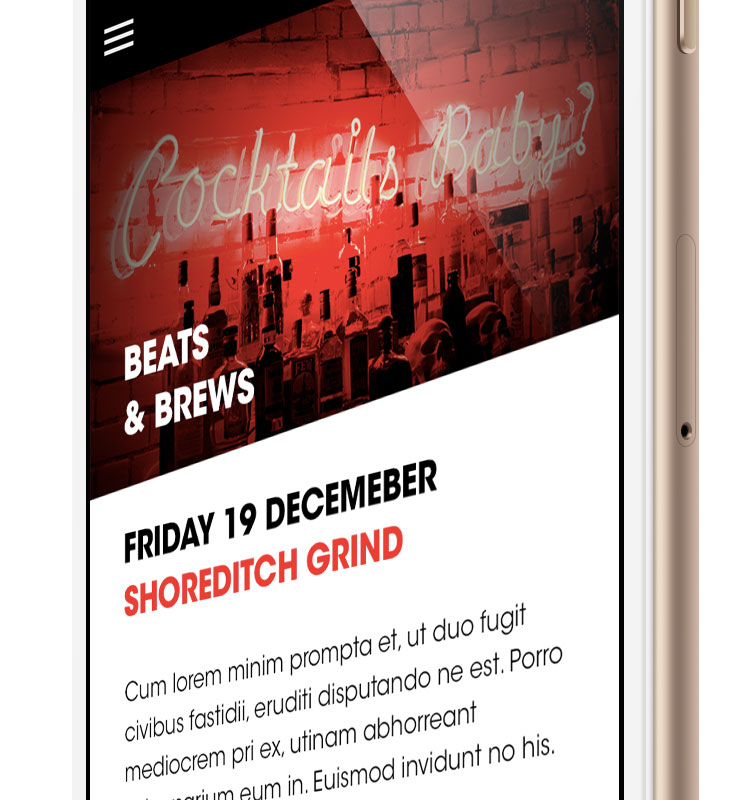 Cocktails Baby?
BEATS
& BREWS
FRIDAY 19 DECEMEBER
SHOREDITCH GRIND
Cum lorem minim prompta et, ut duo fugit
civibus fastidii, eruditi disputando ne est. Porro
mediocrem pri ex, utinam abhorreant
eum in. Euismod invidunt no his.